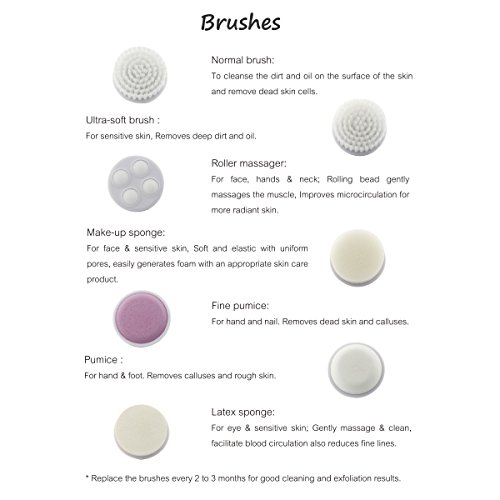 Brushes
Normal brush:
To cleanse the dirt and oil on the surface of the skin
and remove dead skin cells.
Ultra-soft brush :
For sensitive skin, Removes deep dirt and oil.
Roller massager:
For face, hands & neck; Rolling bead gently
massages the muscle, Improves microcirculation for
more radiant skin.
Make-up sponge:
For face & sensitive skin, Soft and elastic with uniform
pores, easily generates foam with an appropriate skin care
product.
Fine pumice:
For hand and nail. Removes dead skin and calluses.
Pumice :
For hand & foot. Removes calluses and rough skin.
Latex sponge:
For eye & sensitive skin; Gently massage & clean,
facilitate blood circulation also reduces fine lines.
* Replace the brushes every 2 to 3 months for good cleaning and exfoliation results.